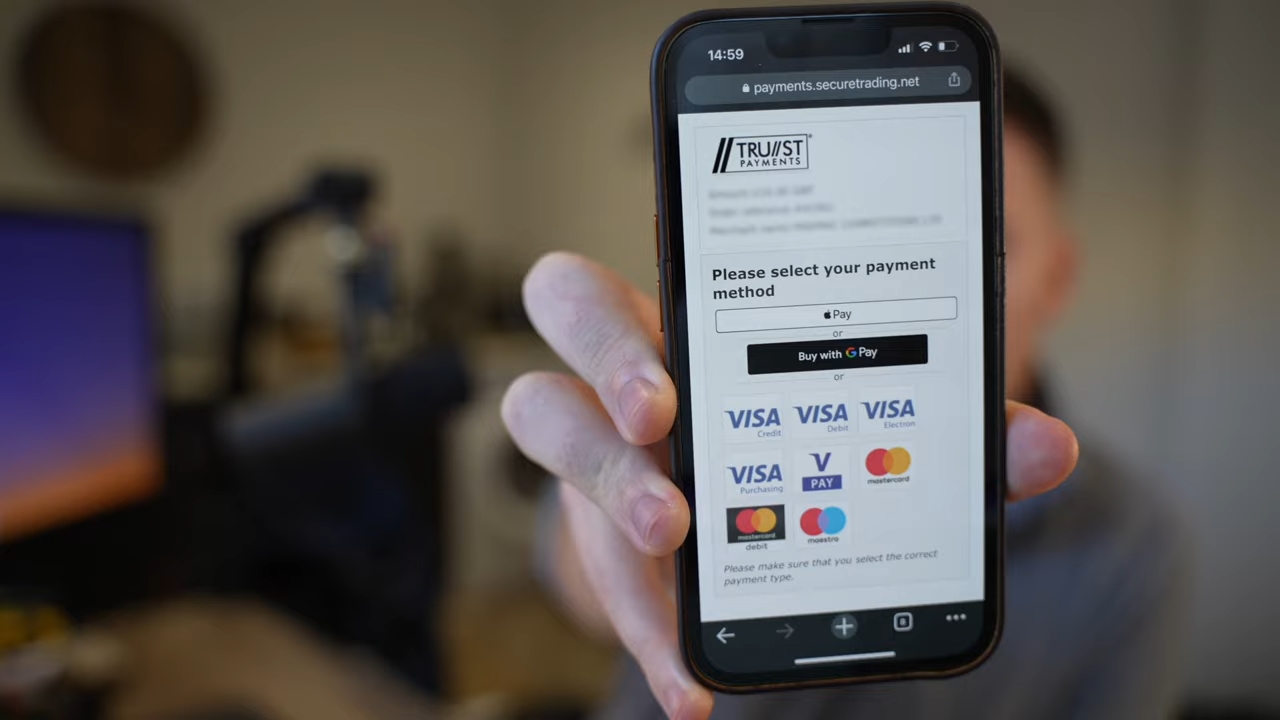 14:59
payments.securetrading.net
TRU//ST
PAYMENTS
Please select your payment
method
Pay
or
Buy with G Pay
or
VISA
Credit
VISA
Debit
VISA
Electron
VISA
Purchasing
V
PAY
mastercard
mastercard
debit
maestro
Please make sure that you select the correct
payment type.